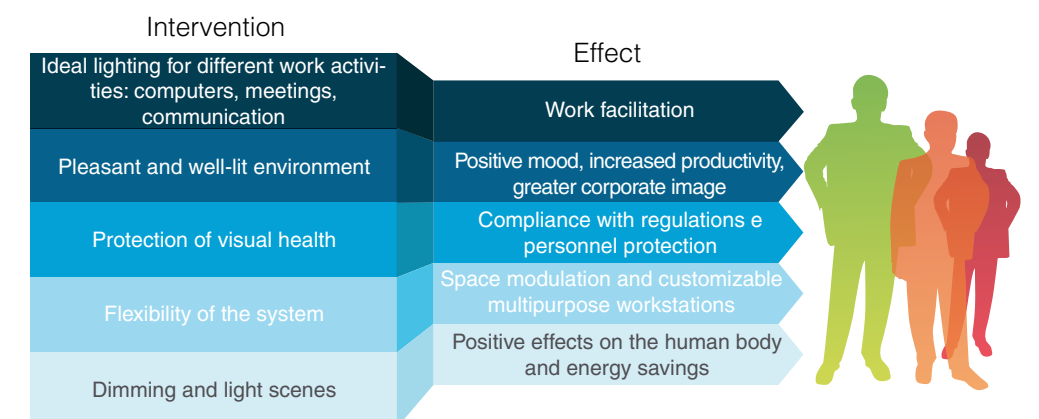 Intervention
Effect
Ideal lighting for different work activi-
ties: computers, meetings,
communication
Work facilitation
Pleasant and well-lit environment
Positive mood, increased productivity,
greater corporate image
Protection of visual health
Compliance with regulations e
personnel protection
Flexibility of the system
Space modulation and customizable
multipurpose workstations
Dimming and light scenes
Positive effects on the human body
and energy savings